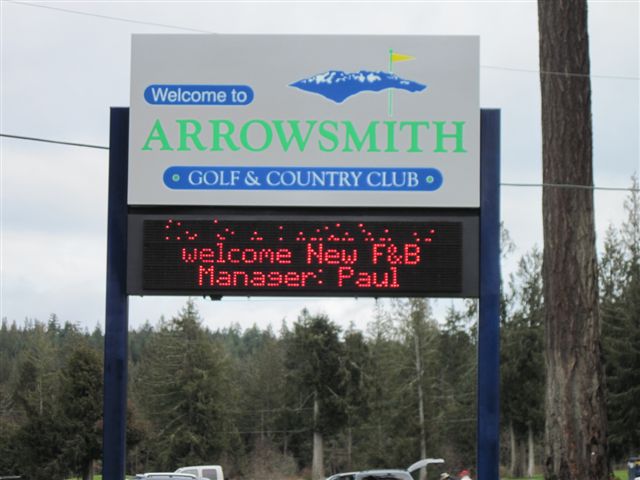 Welcome to
ARROWSMITH
GOLF & COUNTRY CLUB
welcome New F&B
Manager: Paul